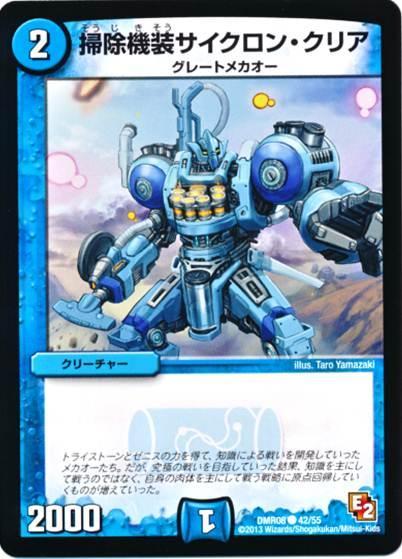 2
そうじきそう
掃除機装サイクロン・クリア
グレートメカオー
illus. Taro Yamazaki
クリーチャー
トライストーンとゼニスの力を得て、知識による戦いを開発していった
メカオーたち。だが、究極の戦いを目指していった結果、知識を主にして
戦うのではなく、自身の肉体を主にして戦う戦略に原点回帰していく
ものが増えていった。
E2
2000
1
DMR08 C 42/55
©2013 Wizards/Shogakukan/Mitsui-Kids